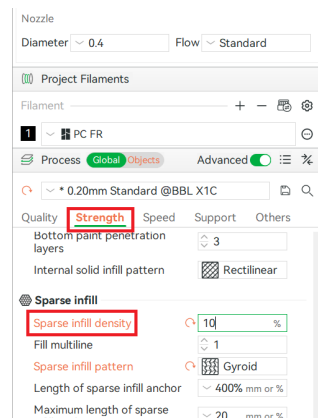 Nozzle
Diameter 0.4 Flow Standard
Project Filaments
Filament
1 PC FR
Process Global Objects Advanced
* 0.20mm Standard @BBL X1C
Quality Strength Speed Support Others
Bottom paint penetration
layers 3
Internal solid infill pattern Rectilinear
Sparse infill
Sparse infill density 10 %
Fill multiline 1
Sparse infill pattern Gyroid
Length of sparse infill anchor 400% mm or %
Maximum length of sparse
20 mm or %